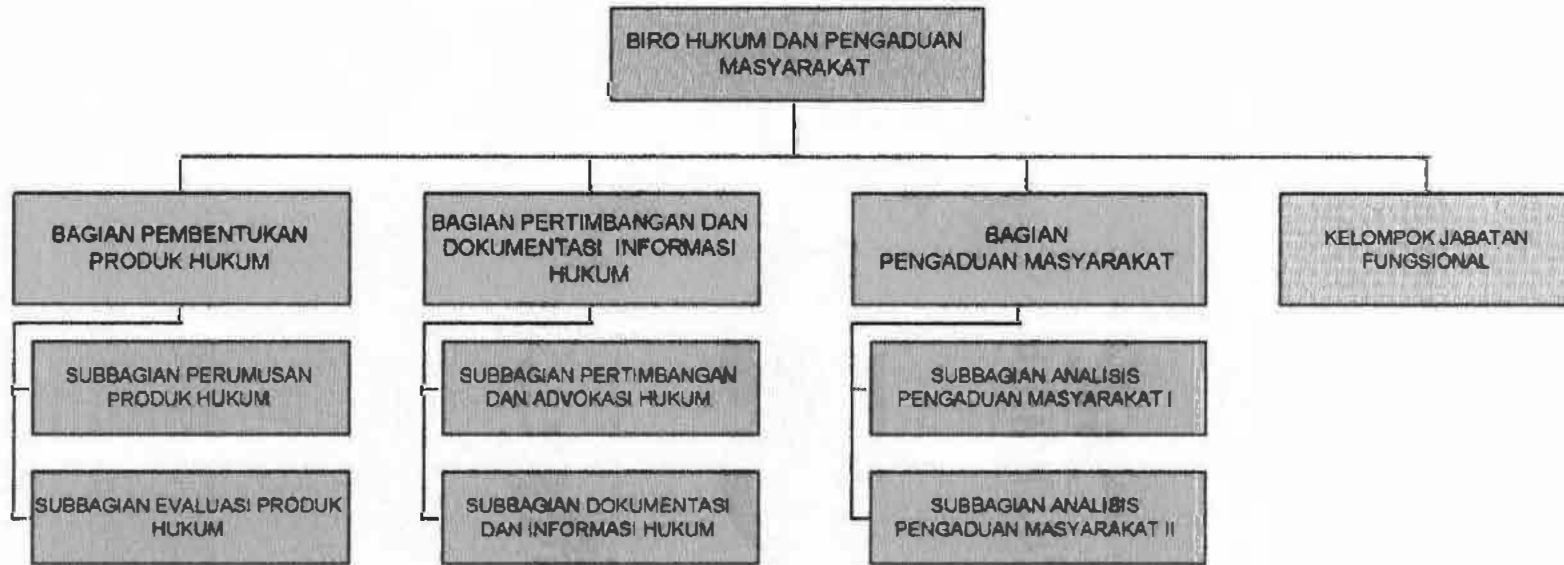 BIRO HUKUM DAN PENGADUAN
MASYARAKAT
BAGIAN PEMBENTUKAN
PRODUK HUKUM
BAGIAN PERTIMBANGAN DAN
DOKUMENTASI INFORMASI
HUKUM
BAGIAN
PENGADUAN MASYARAKAT
KELOMPOK JABATAN
FUNGSIONAL
SUBBAGIAN PERUMUSAN
PRODUK HUKUM
SUBBAGIAN PERTIMBANGAN
DAN ADVOKASI HUKUM
SUBBAGIAN ANALISIS
PENGADUAN MASYARAKAT I
SUBBAGIAN EVALUASI PRODUK
HUKUM
SUBBAGIAN DOKUMENTASI
DAN INFORMASI HUKUM
SUBBAGIAN ANALISIS
PENGADUAN MASYARAKAT II